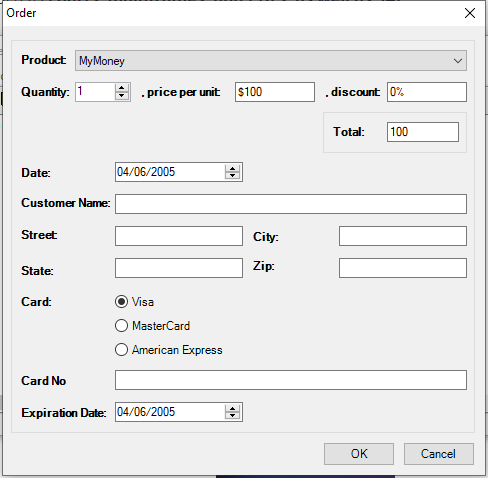 Order
Product: MyMoney
Quantity: 1 , price per unit: $100 , discount: 0%
Total: 100
Date: 04/06/2005
Customer Name:
Street: City:
State: Zip:
Card: Visa
MasterCard
American Express
Card No
Expiration Date: 04/06/2005
OK Cancel